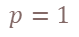 p = 1